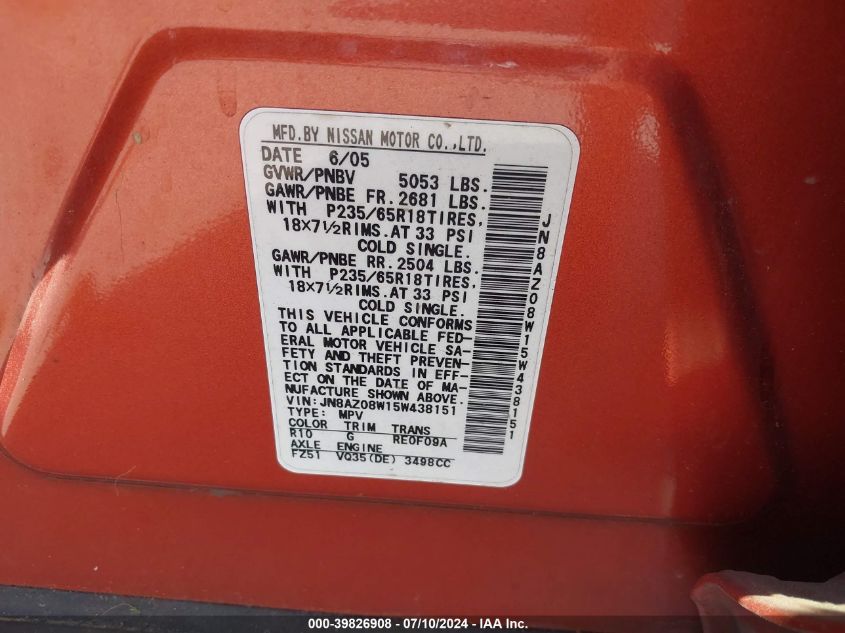 MFD.BY NISSAN MOTOR CO.,LTD.
DATE 6/05
GVWR/PNBV 5053 LBS.
GAWR/PNBE FR.2681 LBS.
WITH P235/65R18TIRES,
18×7½RIMS.AT 33 PSI
COLD SINGLE.
GAWR/PNBE RR.2504 LBS.
WITH P235/65R18TIRES,
18×7½RIMS.AT 33 PSI
COLD SINGLE.
THIS VEHICLE CONFORMS
TO ALL APPLICABLE FED-
ERAL MOTOR VEHICLE SA-
FETY AND THEFT PREVEN-
TION STANDARDS IN EFF-
ECT ON THE DATE OF MA-
NUFACTURE SHOWN ABOVE.
VIN:JN8AZ08W15W438151
TYPE: MPV
COLOR TRIM TRANS
R10 G RE0F09A
AXLE ENGINE
FZ51 VQ35(DE) 3498CC
JN8AZ08W15W438151
000-39826908 - 07/10/2024 - IAA Inc.